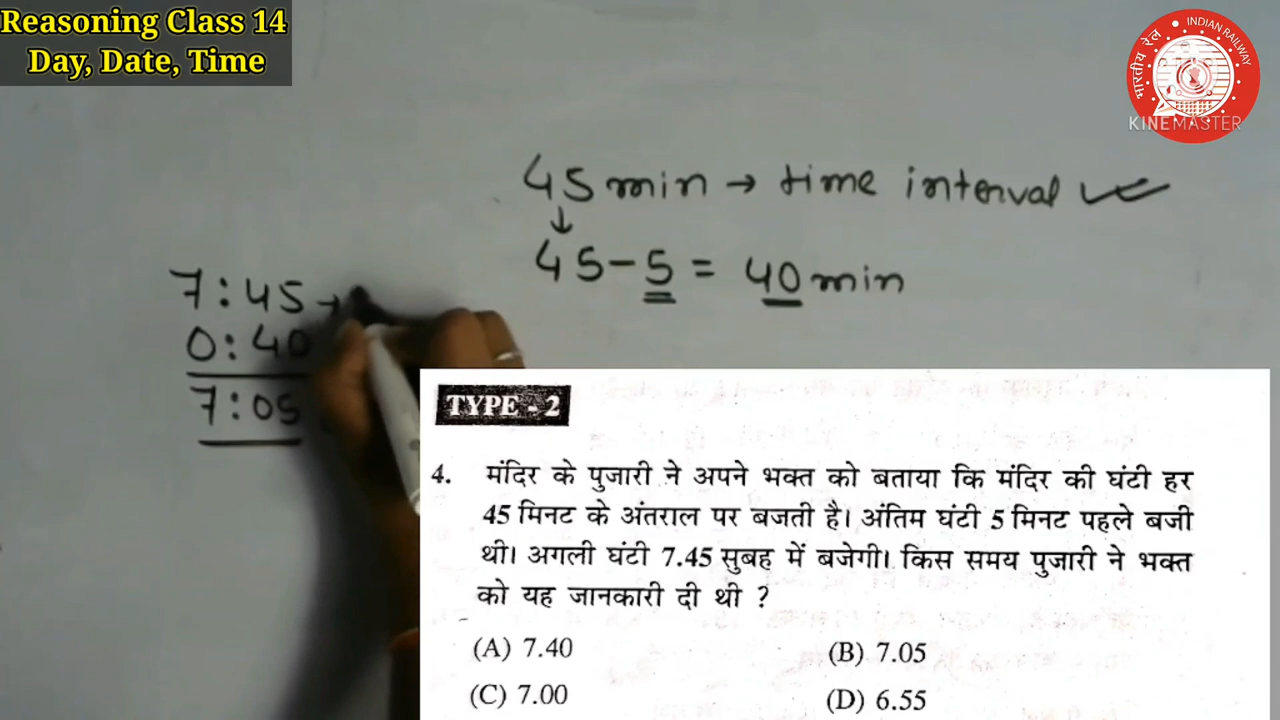 Reasoning Class 14
Day, Date, Time
INDIAN RAILWAY
भारतीय रेल
KINEMASTER
45 min → time interval
↓
45 - 5 = 40 min
7:45 →
0:40
7:05
TYPE - 2
4. मंदिर के पुजारी ने अपने भक्त को बताया कि मंदिर की घंटी हर
45 मिनट के अंतराल पर बजती है। अंतिम घंटी 5 मिनट पहले बजी
थी। अगली घंटी 7.45 सुबह में बजेगी। किस समय पुजारी ने भक्त
को यह जानकारी दी थी ?
(A) 7.40 (B) 7.05
(C) 7.00 (D) 6.55